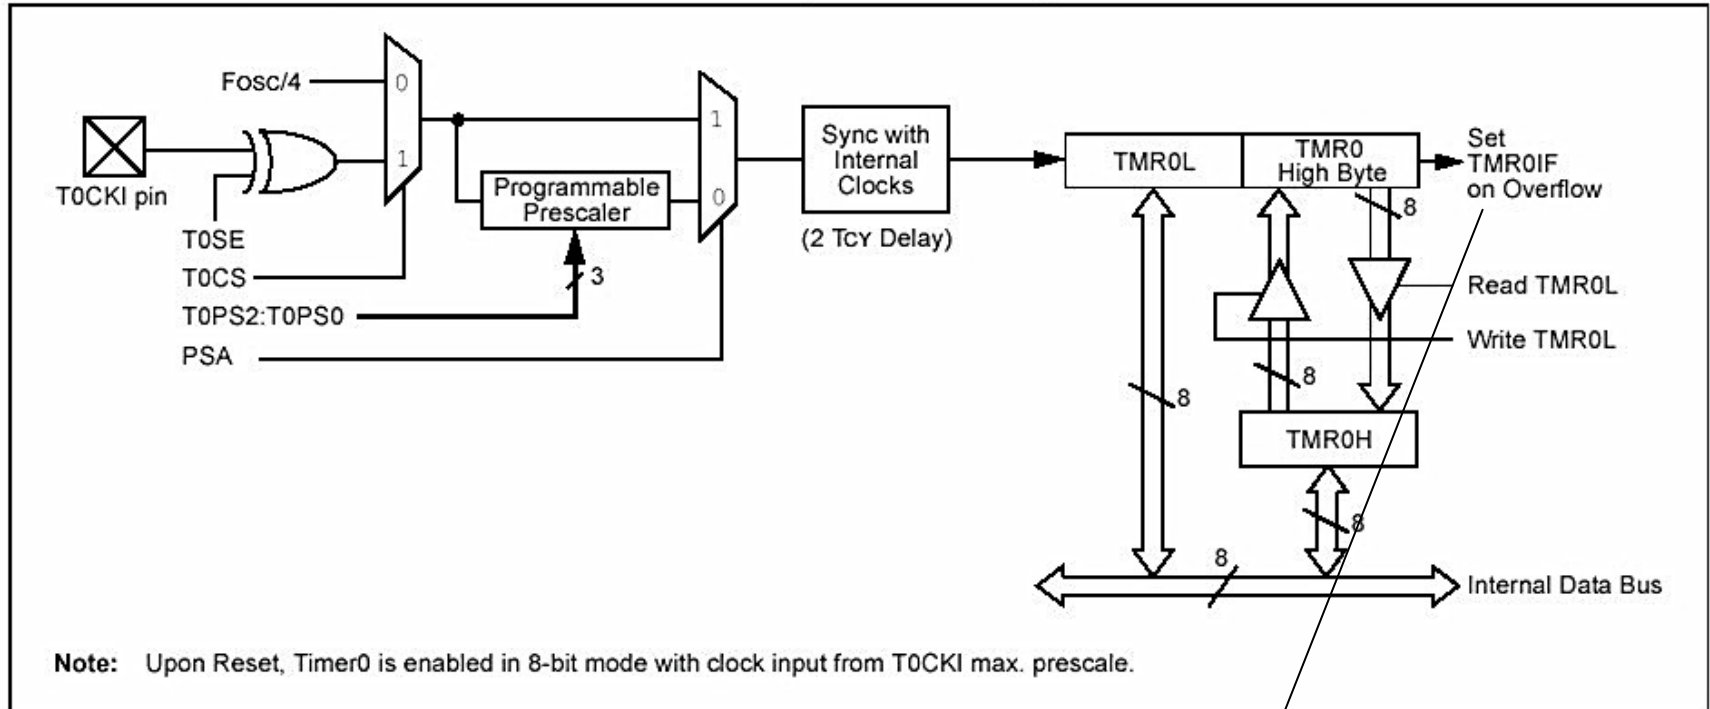 Fosc/4
0
1
T0CKI pin
T0SE
T0CS
T0PS2:T0PS0
PSA
Programmable
Prescaler
3
1
0
Sync with
Internal
Clocks
(2 TCY Delay)
TMR0L
TMR0
High Byte
Set
TMR0IF
on Overflow
8
Read TMR0L
Write TMR0L
8
8
TMR0H
8
8
Internal Data Bus
Note: Upon Reset, Timer0 is enabled in 8-bit mode with clock input from T0CKI max. prescale.